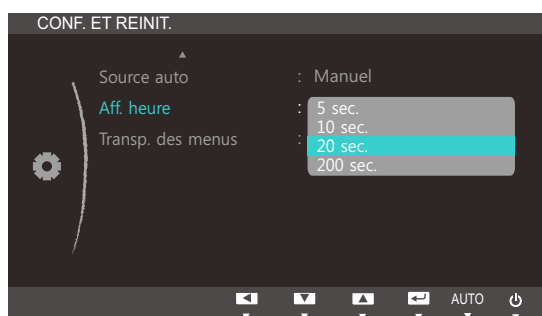 CONF. ET REINIT.
Source auto : Manuel
Aff. heure : 5 sec.
10 sec.
Transp. des menus : 20 sec.
200 sec.
AUTO